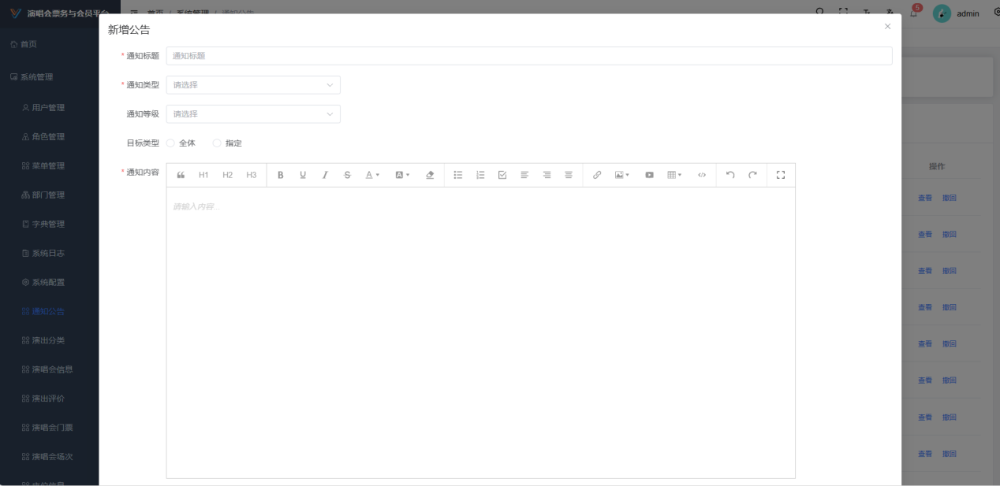 演唱会票务与会员平台
首页 / 系统管理 / 通知公告
5
admin
首页
系统管理
用户管理
角色管理
菜单管理
部门管理
字典管理
系统日志
系统配置
通知公告
演出分类
演唱会信息
演出评价
演唱会门票
演唱会场次
座位信息
新增公告
* 通知标题 通知标题
* 通知类型 请选择
通知等级 请选择
目标类型 全体 指定
* 通知内容
H1 H2 H3 B U I S A A
请输入内容...
操作
查看 撤回
查看 撤回
查看 撤回
查看 撤回
查看 撤回
查看 撤回
查看 撤回
查看 撤回